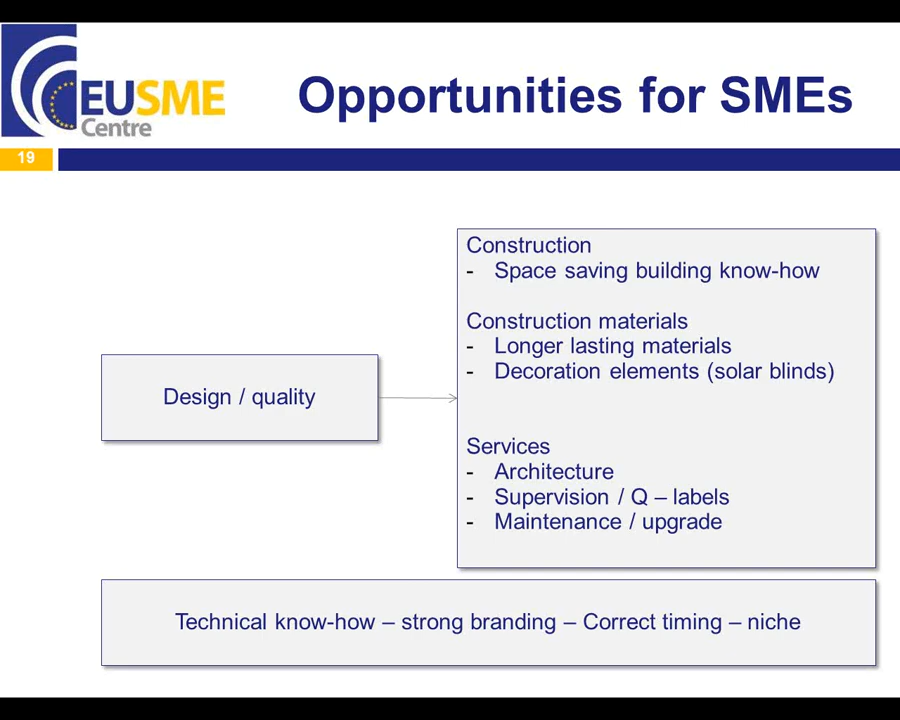 EUSME
Centre
Opportunities for SMEs
19
Design / quality
Construction
- Space saving building know-how
Construction materials
- Longer lasting materials
- Decoration elements (solar blinds)
Services
- Architecture
- Supervision / Q – labels
- Maintenance / upgrade
Technical know-how – strong branding – Correct timing – niche